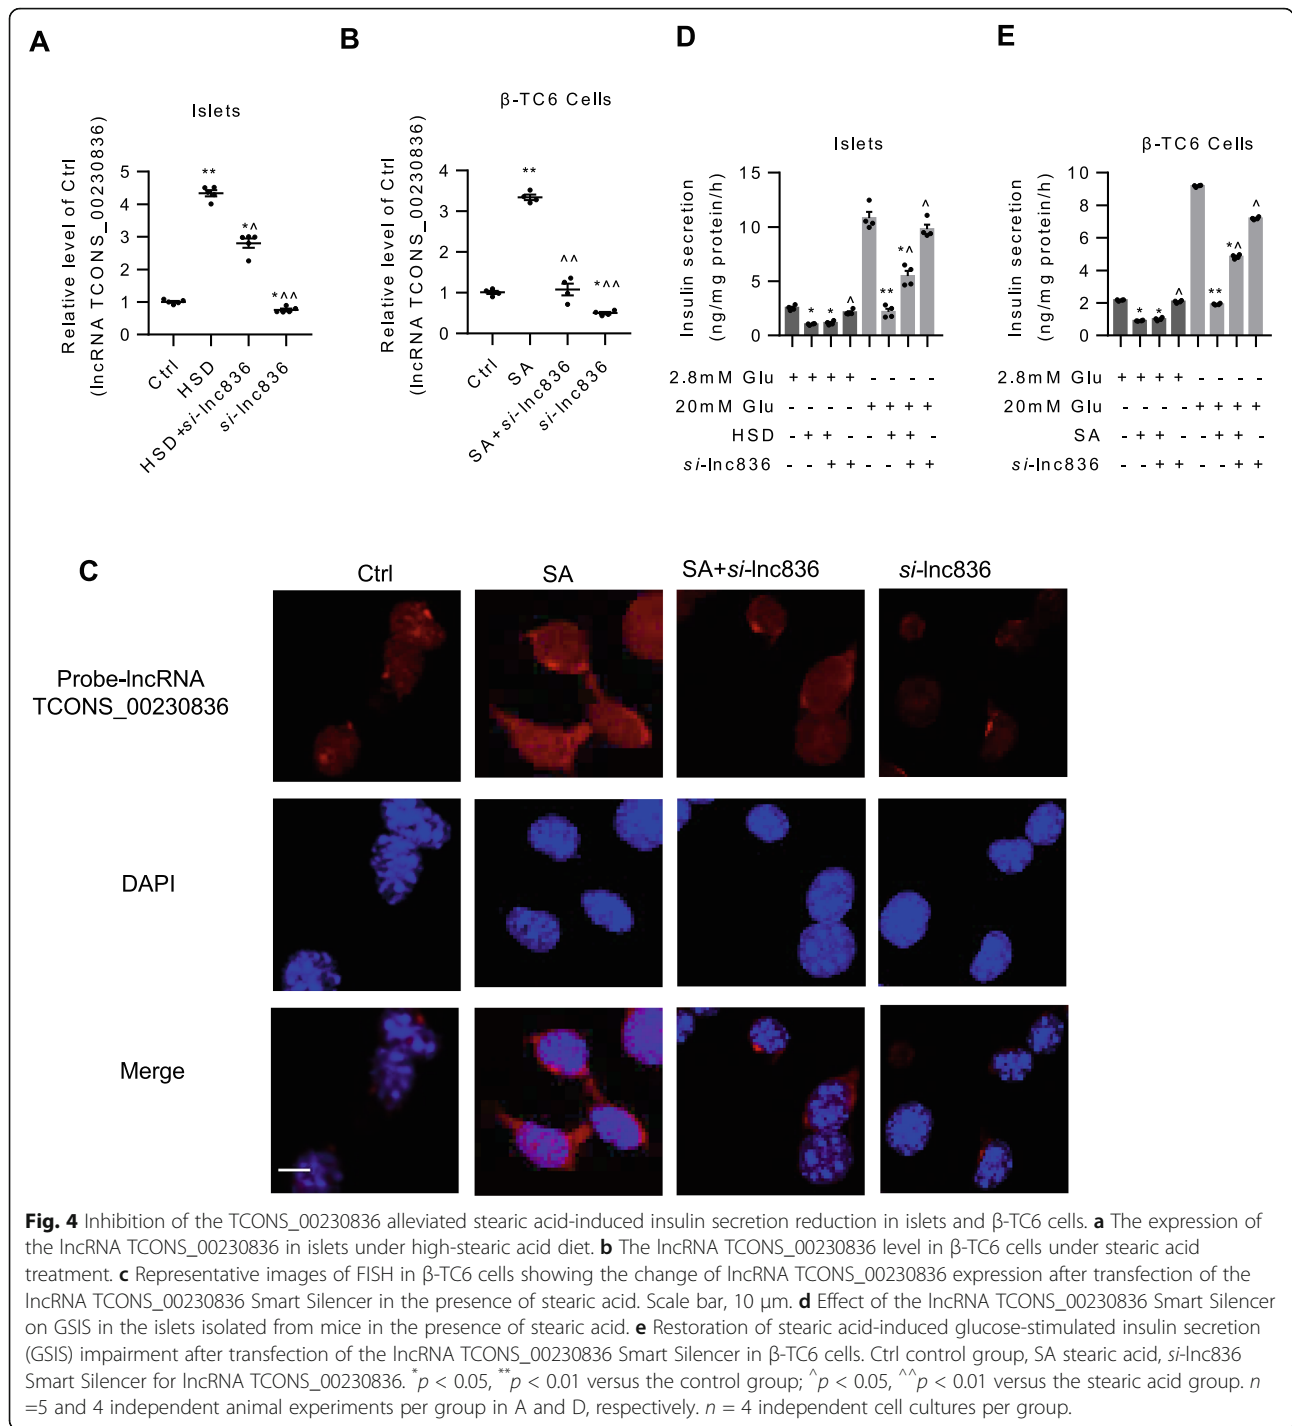 A
Islets
Relative level of Ctrl
(lncRNA TCONS_00230836)
5
4
3
2
1
0
**
*^
*^^
Ctrl
HSD
HSD+si-lnc836
si-lnc836
B
β-TC6 Cells
Relative level of Ctrl
(lncRNA TCONS_00230836)
4
3
2
1
0
**
^^
*^^
Ctrl
SA
SA+si-lnc836
si-lnc836
D
Islets
Insulin secretion
(ng/mg protein/h)
15
10
5
0
* * ^ ** *^ ^
2.8mM Glu + + + + - - - -
20mM Glu - - - - + + + +
HSD - + + - - + + -
si-lnc836 - - + + - - + +
E
β-TC6 Cells
Insulin secretion
(ng/mg protein/h)
10
8
6
4
2
0
* * ^ ** *^ ^
2.8mM Glu + + + + - - - -
20mM Glu - - - - + + + +
SA - + + - - + + -
si-lnc836 - - + + - - + +
C
Ctrl SA SA+si-lnc836 si-lnc836
Probe-lncRNA
TCONS_00230836
DAPI
Merge
Fig. 4 Inhibition of the TCONS_00230836 alleviated stearic acid-induced insulin secretion reduction in islets and β-TC6 cells. a The expression of
the lncRNA TCONS_00230836 in islets under high-stearic acid diet. b The lncRNA TCONS_00230836 level in β-TC6 cells under stearic acid
treatment. c Representative images of FISH in β-TC6 cells showing the change of lncRNA TCONS_00230836 expression after transfection of the
lncRNA TCONS_00230836 Smart Silencer in the presence of stearic acid. Scale bar, 10 μm. d Effect of the lncRNA TCONS_00230836 Smart Silencer
on GSIS in the islets isolated from mice in the presence of stearic acid. e Restoration of stearic acid-induced glucose-stimulated insulin secretion
(GSIS) impairment after transfection of the lncRNA TCONS_00230836 Smart Silencer in β-TC6 cells. Ctrl control group, SA stearic acid, si-lnc836
Smart Silencer for lncRNA TCONS_00230836. *p < 0.05, **p < 0.01 versus the control group; ^p < 0.05, ^^p < 0.01 versus the stearic acid group. n
=5 and 4 independent animal experiments per group in A and D, respectively. n = 4 independent cell cultures per group.